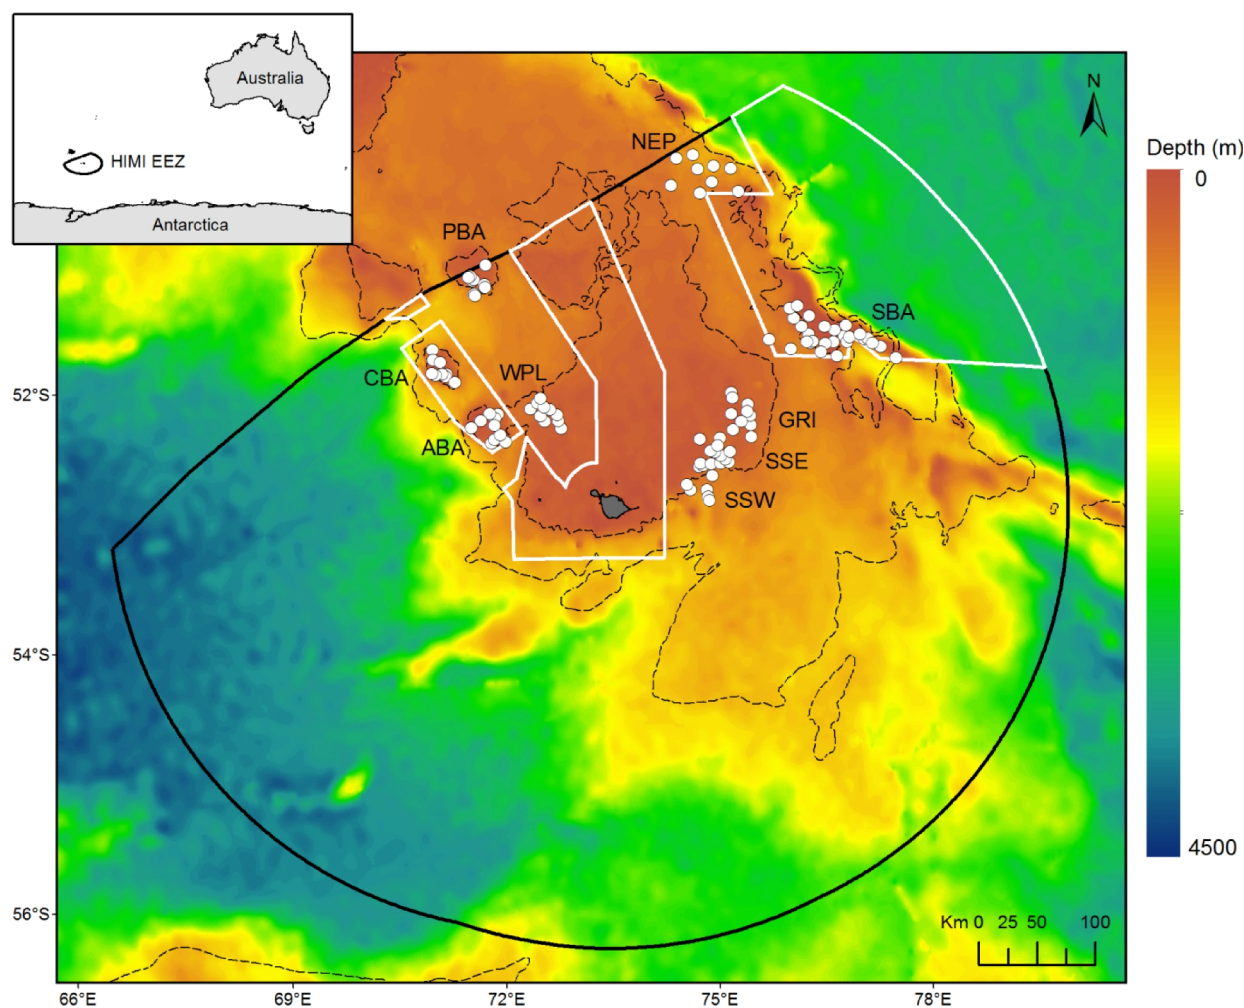 Australia
HIMI EEZ
Antarctica
N
Depth (m)
0
4500
NEP
PBA
SBA
CBA
WPL
ABA
GRI
SSE
SSW
52°S
54°S
56°S
Km 0 25 50 100
66°E 69°E 72°E 75°E 78°E